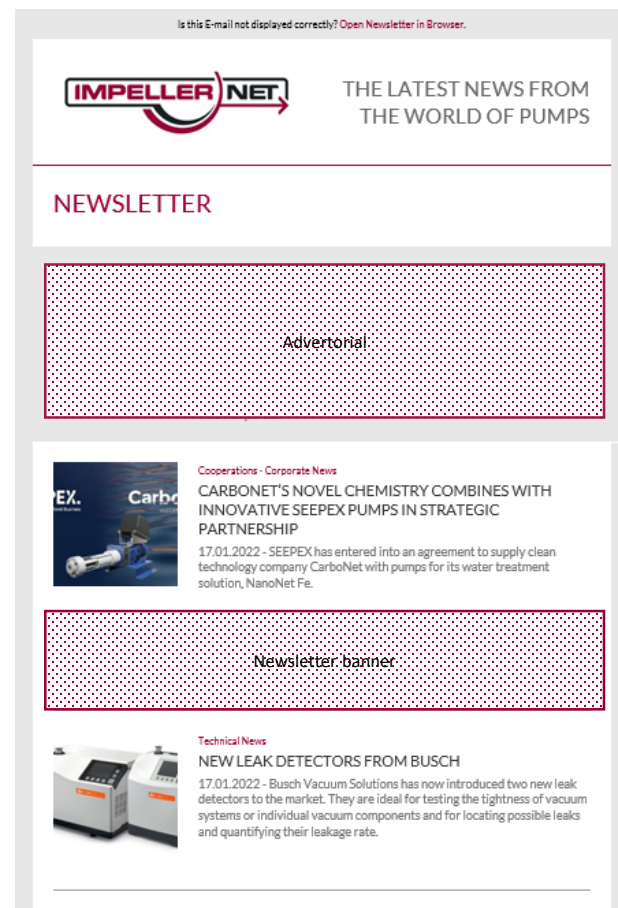 Is this E-mail not displayed correctly? Open Newsletter in Browser.
IMPELLER NET
THE LATEST NEWS FROM
THE WORLD OF PUMPS
NEWSLETTER
Advertorial
EX.
Carbo
Cooperations - Corporate News
CARBONET'S NOVEL CHEMISTRY COMBINES WITH
INNOVATIVE SEEPEX PUMPS IN STRATEGIC
PARTNERSHIP
17.01.2022 - SEEPEX has entered into an agreement to supply clean
technology company CarboNet with pumps for its water treatment
solution, NanoNet Fe.
Newsletter banner
Technical News
NEW LEAK DETECTORS FROM BUSCH
17.01.2022 - Busch Vacuum Solutions has now introduced two new leak
detectors to the market. They are ideal for testing the tightness of vacuum
systems or individual vacuum components and for locating possible leaks
and quantifying their leakage rate.